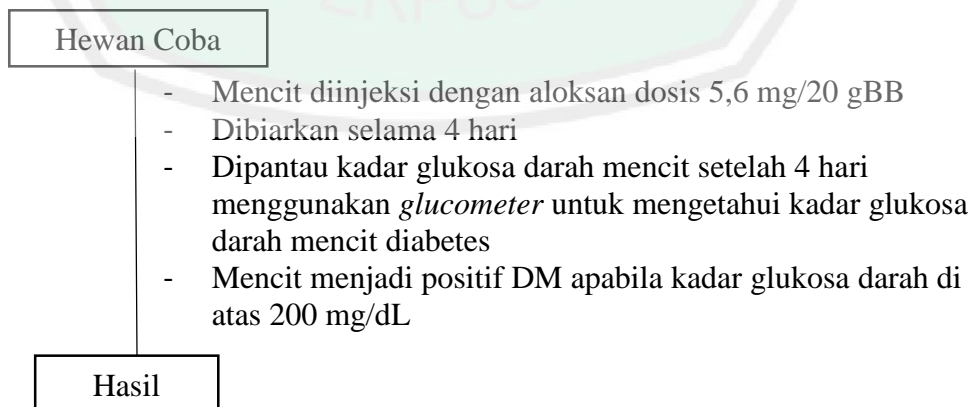 Hewan Coba
- Mencit diinjeksi dengan aloksan dosis 5,6 mg/20 gBB
- Dibiarkan selama 4 hari
- Dipantau kadar glukosa darah mencit setelah 4 hari
menggunakan glucometer untuk mengetahui kadar glukosa
darah mencit diabetes
- Mencit menjadi positif DM apabila kadar glukosa darah di
atas 200 mg/dL
Hasil